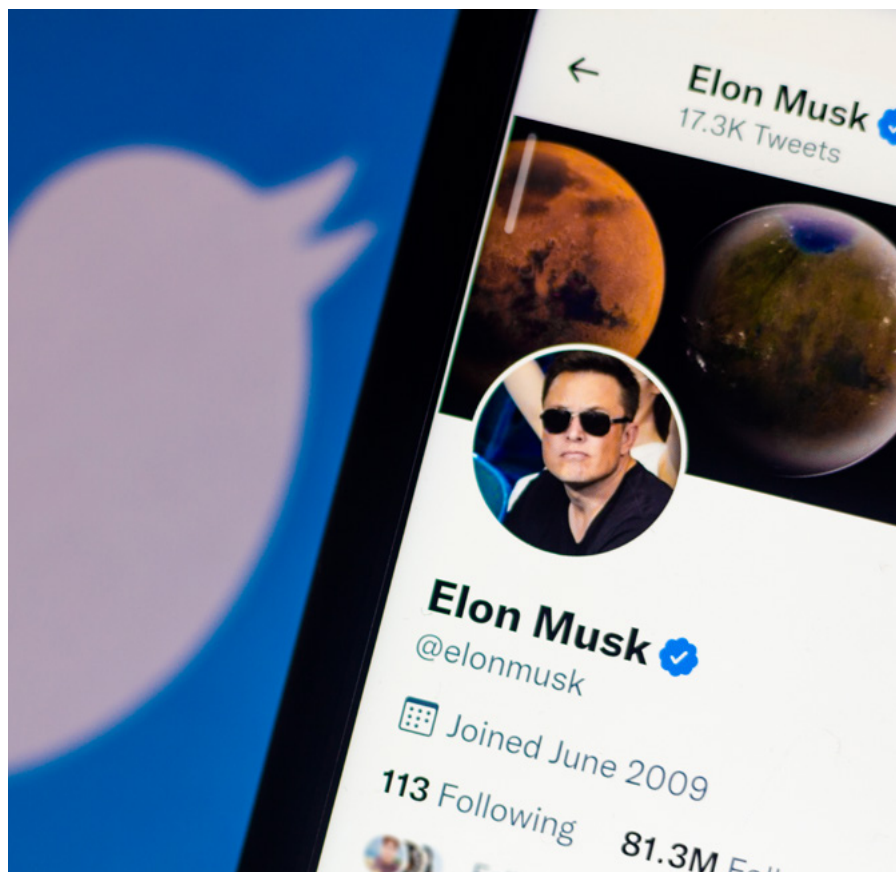 Elon Musk
17.3K Tweets
Elon Musk
@elonmusk
Joined June 2009
113 Following 81.3M